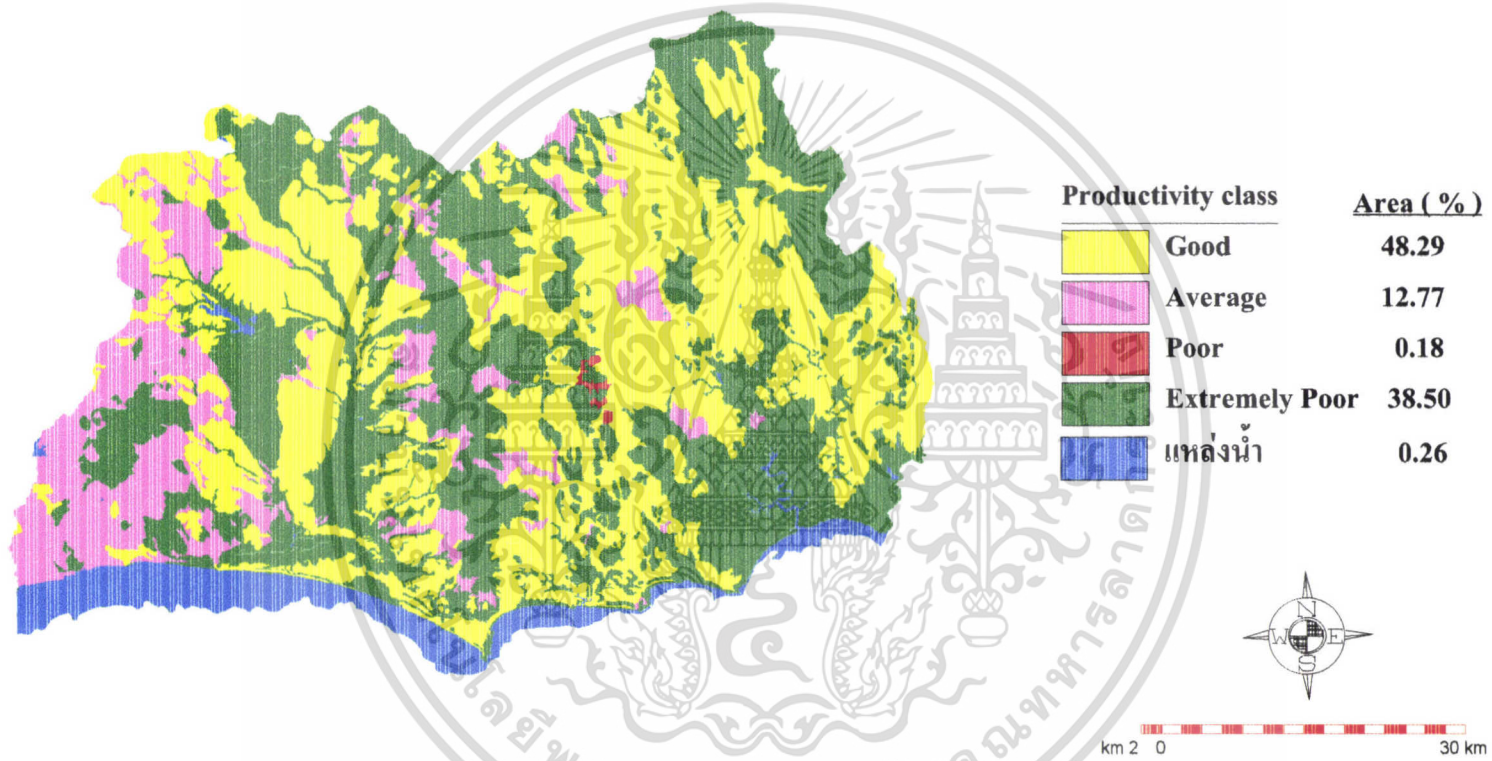 Productivity class Area ( % )
Good 48.29
Average 12.77
Poor 0.18
Extremely Poor 38.50
แหล่งน้ำ 0.26
N
W E
S
km 2 0 30 km